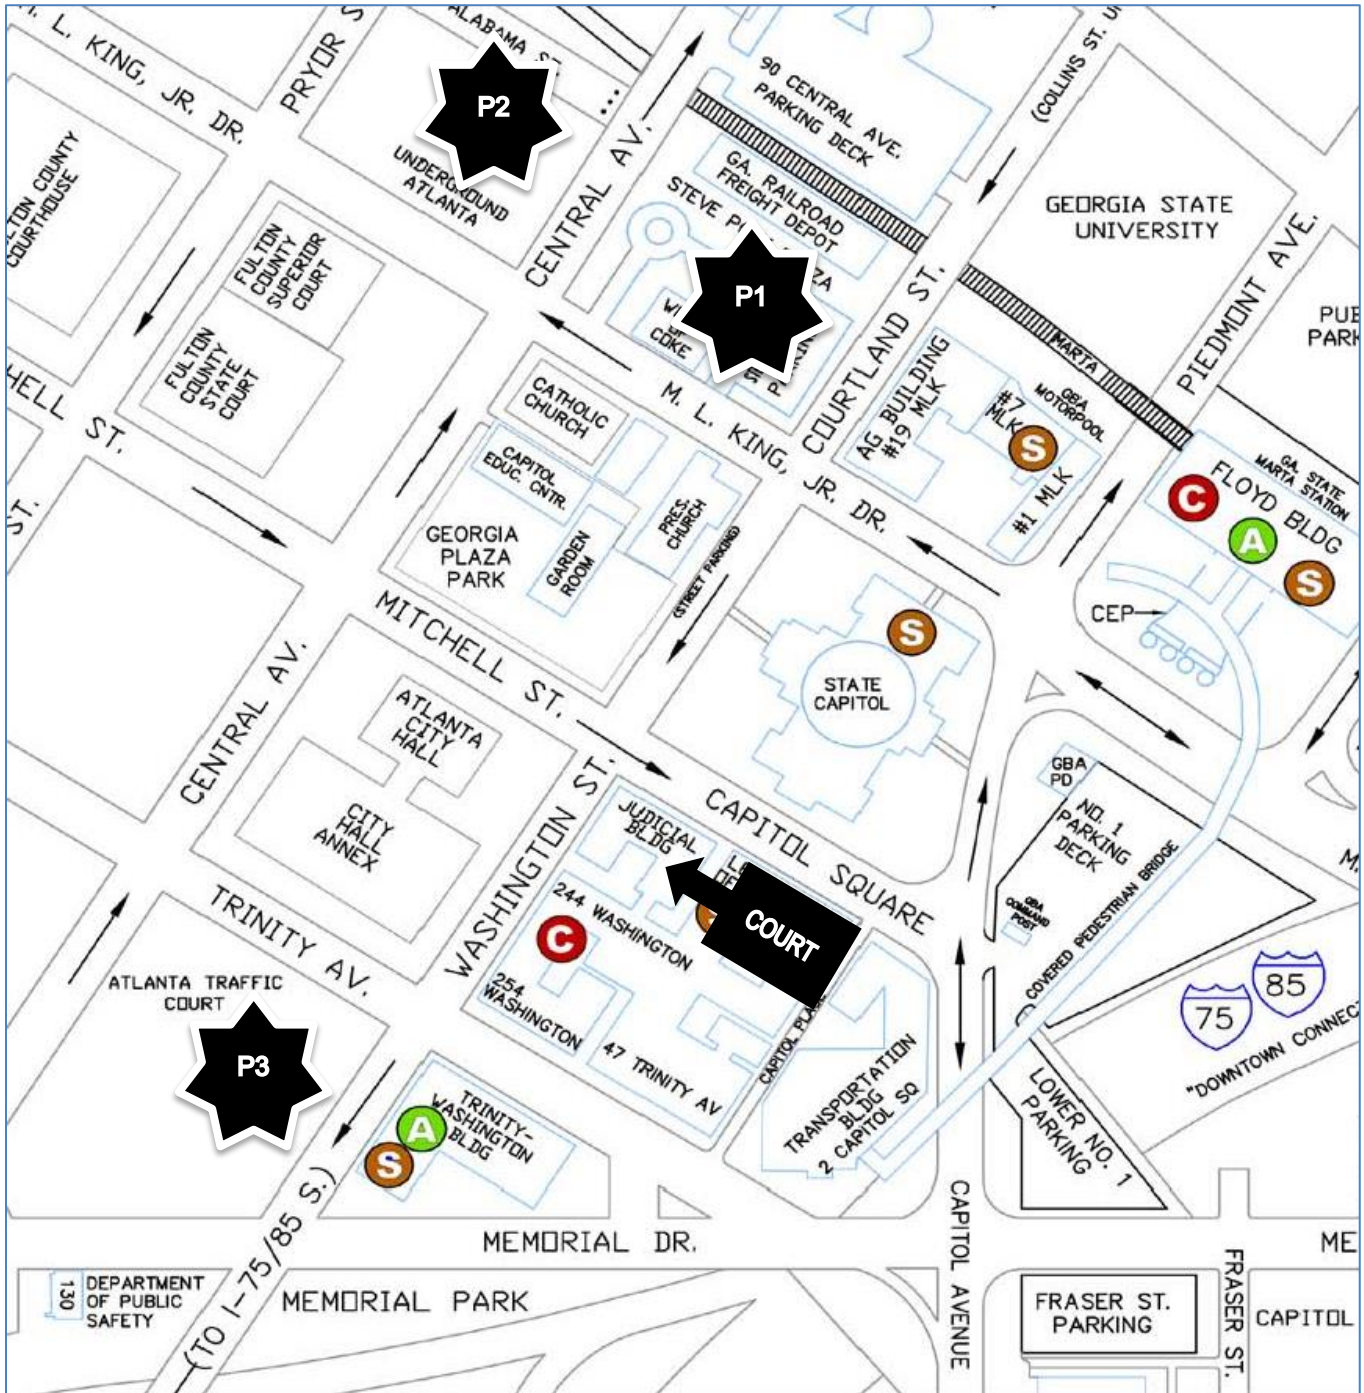 . L. KING, JR. DR.
PRYOR S
ALABAMA ST.
P2
UNDERGROUND
ATLANTA
CENTRAL AV.
90 CENTRAL AVE.
PARKING DECK
(COLLINS ST.
GA. RAILROAD
FREIGHT DEPOT
STEVE
P1
COKE
GEORGIA STATE
UNIVERSITY
PIEDMONT AVE.
PUB
PARK
LTON COUNTY
COURTHOUSE
FULTON
COUNTY
SUPERIOR
COURT
FULTON
COUNTY
STATE
COURT
HELL ST.
ST.
CATHOLIC
CHURCH
CAPITOL
EDUC. CNTR.
GEORGIA
PLAZA
PARK
GARDEN
ROOM
PRES.
CHURCH
(STREET PARKING)
M. L. KING, JR. DR.
COURTLAND ST.
AG BUILDING
#19 MLK
#7
MLK
S
GBA
MOTORPOOL
#1 MLK
MARTA
GA. STATE
MARTA STATION
FLOYD BLDG
C
A
S
CEP
S
STATE
CAPITOL
MITCHELL ST.
CENTRAL AV.
ATLANTA
CITY
HALL
CITY
HALL
ANNEX
WASHINGTON ST.
CAPITOL SQUARE
JUDICIAL
BLDG
COURT
244 WASHINGTON
C
254
WASHINGTON
47 TRINITY AV
CAPITOL PLACE
GBA
PD
NO. 1
PARKING
DECK
GBA
COMMAND
POST
COVERED PEDESTRIAN BRIDGE
75
85
"DOWNTOWN CONNEC
TRINITY AV.
ATLANTA TRAFFIC
COURT
P3
TRINITY-
WASHINGTON
BLDG
A
S
TRANSPORTATION
BLDG
2 CAPITOL SQ
LOWER NO. 1
PARKING
MEMORIAL DR.
ME
130
DEPARTMENT
OF PUBLIC
SAFETY
(TO I-75/85 S.)
MEMORIAL PARK
CAPITOL AVENUE
FRASER ST.
PARKING
FRASER ST.
CAPITOL